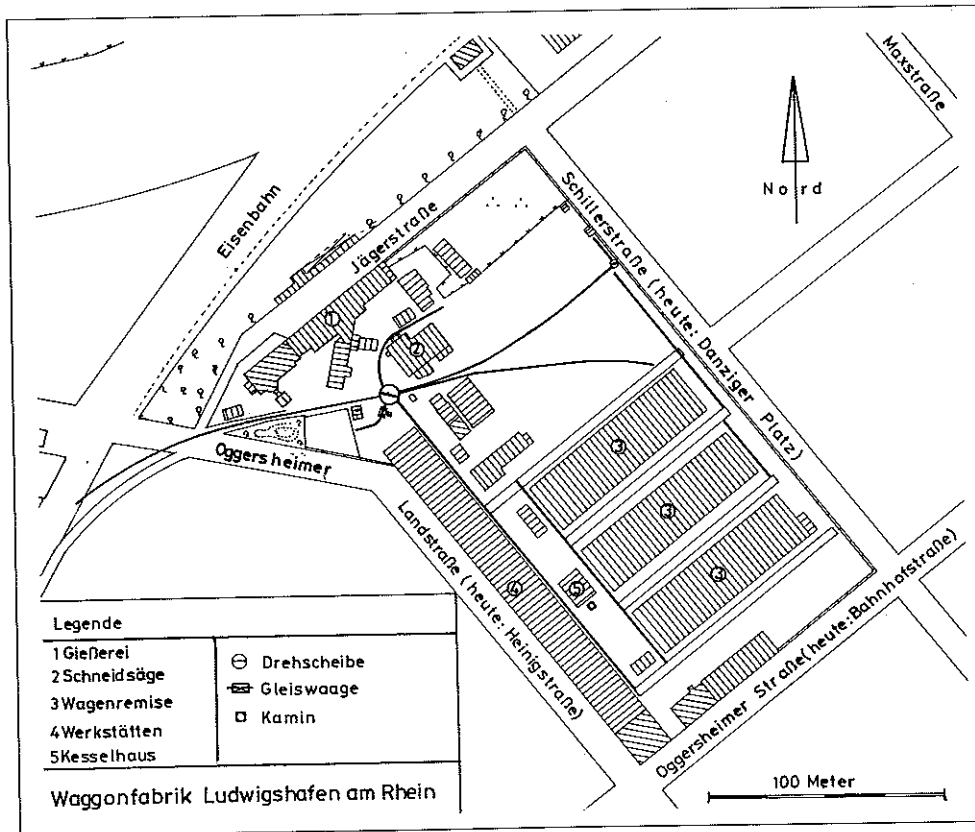 Maxstraße
Nord
Eisenbahn
Jägerstraße
Schillerstraße (heute: Danziger Platz)
1
2
Oggersheimer
Landstraße (heute: Heinigstraße)
3
3
3
4
5
Oggersheimer Straße (heute: Bahnhofstraße)
Legende
1 Gießerei
2 Schneidsäge
3 Wagenremise
4 Werkstätten
5 Kesselhaus
Drehscheibe
Gleiswaage
Kamin
Waggonfabrik Ludwigshafen am Rhein
100 Meter